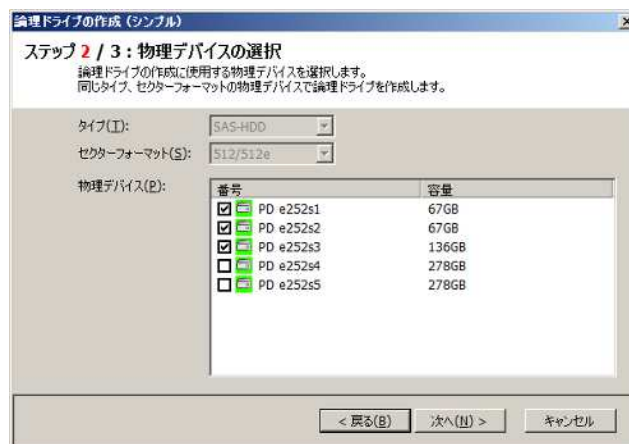 論理ドライブの作成 (シンプル)
ステップ 2 / 3 : 物理デバイスの選択
論理ドライブの作成に使用する物理デバイスを選択します。
同じタイプ、セクターフォーマットの物理デバイスで論理ドライブを作成します。
タイプ(T): SAS-HDD
セクターフォーマット(S): 512/512e
物理デバイス(P): 番号 容量
PD e252s1 67GB
PD e252s2 67GB
PD e252s3 136GB
PD e252s4 278GB
PD e252s5 278GB
< 戻る(B) 次へ(N) > キャンセル